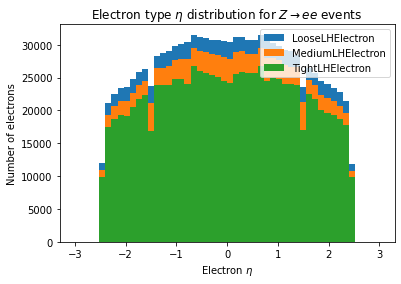 Electron type η distribution for Z→ee events
LooseLHElectron
MediumLHElectron
TightLHElectron
Number of electrons
30000
25000
20000
15000
10000
5000
0
−3 −2 −1 0 1 2 3
Electron η